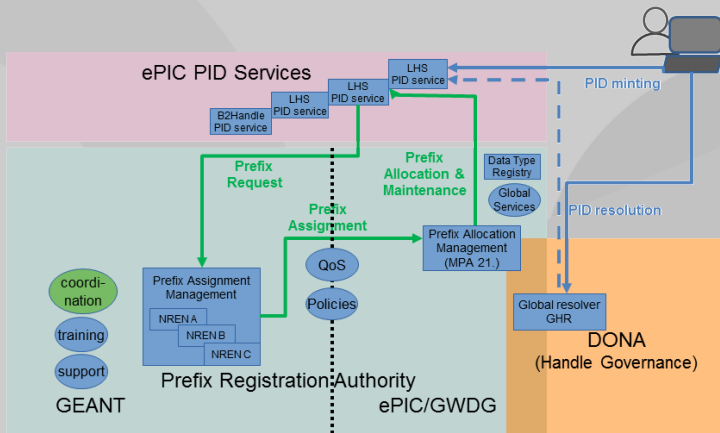 ePIC PID Services
LHS
PID service
LHS
PID service
LHS
PID service
B2Handle
PID service
PID minting
Prefix
Request
Prefix
Allocation &
Maintenance
Data Type
Registry
Global
Services
Prefix
Assignment
PID resolution
Prefix Allocation
Management
(MPA 21.)
QoS
Policies
coordi-
nation
training
support
Prefix Assignment
Management
NREN A
NREN B
NREN C
Global resolver
GHR
DONA
(Handle Governance)
Prefix Registration Authority
GEANT
ePIC/GWDG